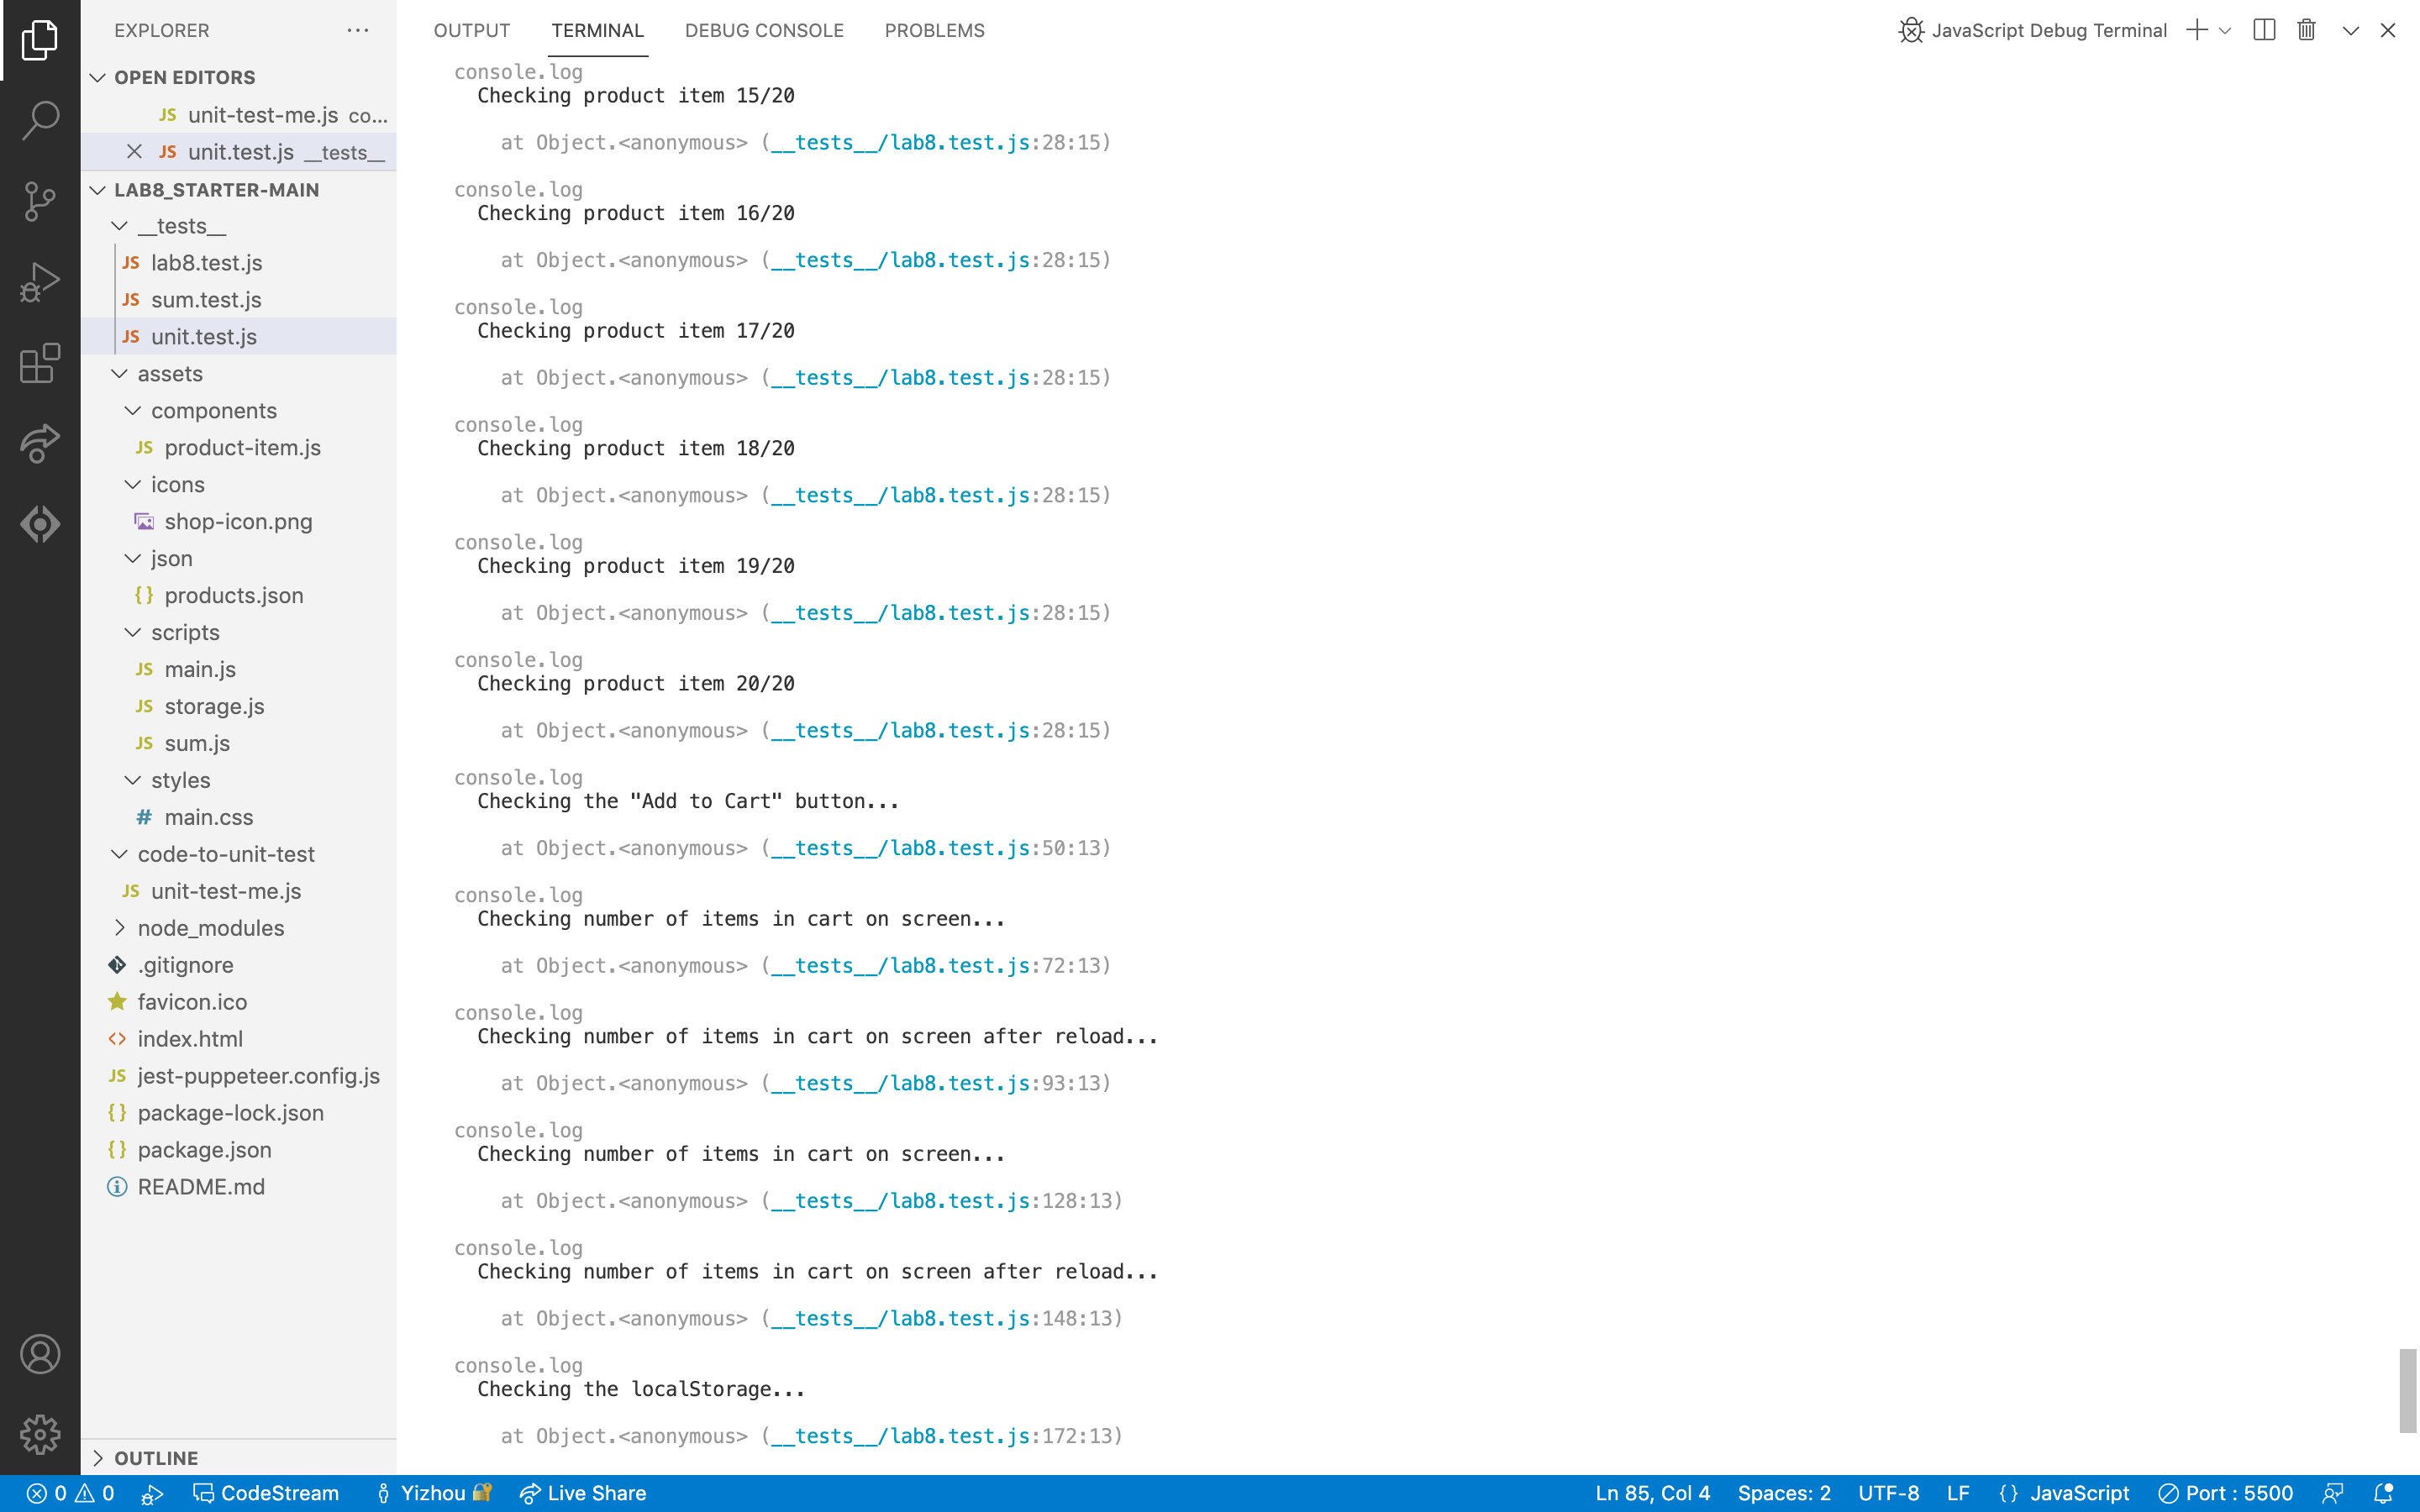 EXPLORER
OPEN EDITORS
JS unit-test-me.js co...
JS unit.test.js __tests__
LAB8_STARTER-MAIN
__tests__
JS lab8.test.js
JS sum.test.js
JS unit.test.js
assets
components
JS product-item.js
icons
shop-icon.png
json
{} products.json
scripts
JS main.js
JS storage.js
JS sum.js
styles
# main.css
code-to-unit-test
JS unit-test-me.js
node_modules
.gitignore
favicon.ico
<> index.html
JS jest-puppeteer.config.js
{} package-lock.json
{} package.json
README.md
OUTLINE
OUTPUT TERMINAL DEBUG CONSOLE PROBLEMS
JavaScript Debug Terminal
console.log
Checking product item 15/20
at Object.<anonymous> (__tests__/lab8.test.js:28:15)
console.log
Checking product item 16/20
at Object.<anonymous> (__tests__/lab8.test.js:28:15)
console.log
Checking product item 17/20
at Object.<anonymous> (__tests__/lab8.test.js:28:15)
console.log
Checking product item 18/20
at Object.<anonymous> (__tests__/lab8.test.js:28:15)
console.log
Checking product item 19/20
at Object.<anonymous> (__tests__/lab8.test.js:28:15)
console.log
Checking product item 20/20
at Object.<anonymous> (__tests__/lab8.test.js:28:15)
console.log
Checking the "Add to Cart" button...
at Object.<anonymous> (__tests__/lab8.test.js:50:13)
console.log
Checking number of items in cart on screen...
at Object.<anonymous> (__tests__/lab8.test.js:72:13)
console.log
Checking number of items in cart on screen after reload...
at Object.<anonymous> (__tests__/lab8.test.js:93:13)
console.log
Checking number of items in cart on screen...
at Object.<anonymous> (__tests__/lab8.test.js:128:13)
console.log
Checking number of items in cart on screen after reload...
at Object.<anonymous> (__tests__/lab8.test.js:148:13)
console.log
Checking the localStorage...
at Object.<anonymous> (__tests__/lab8.test.js:172:13)
0 0 CodeStream Yizhou 🔐 Live Share Ln 85, Col 4 Spaces: 2 UTF-8 LF {} JavaScript Port : 5500